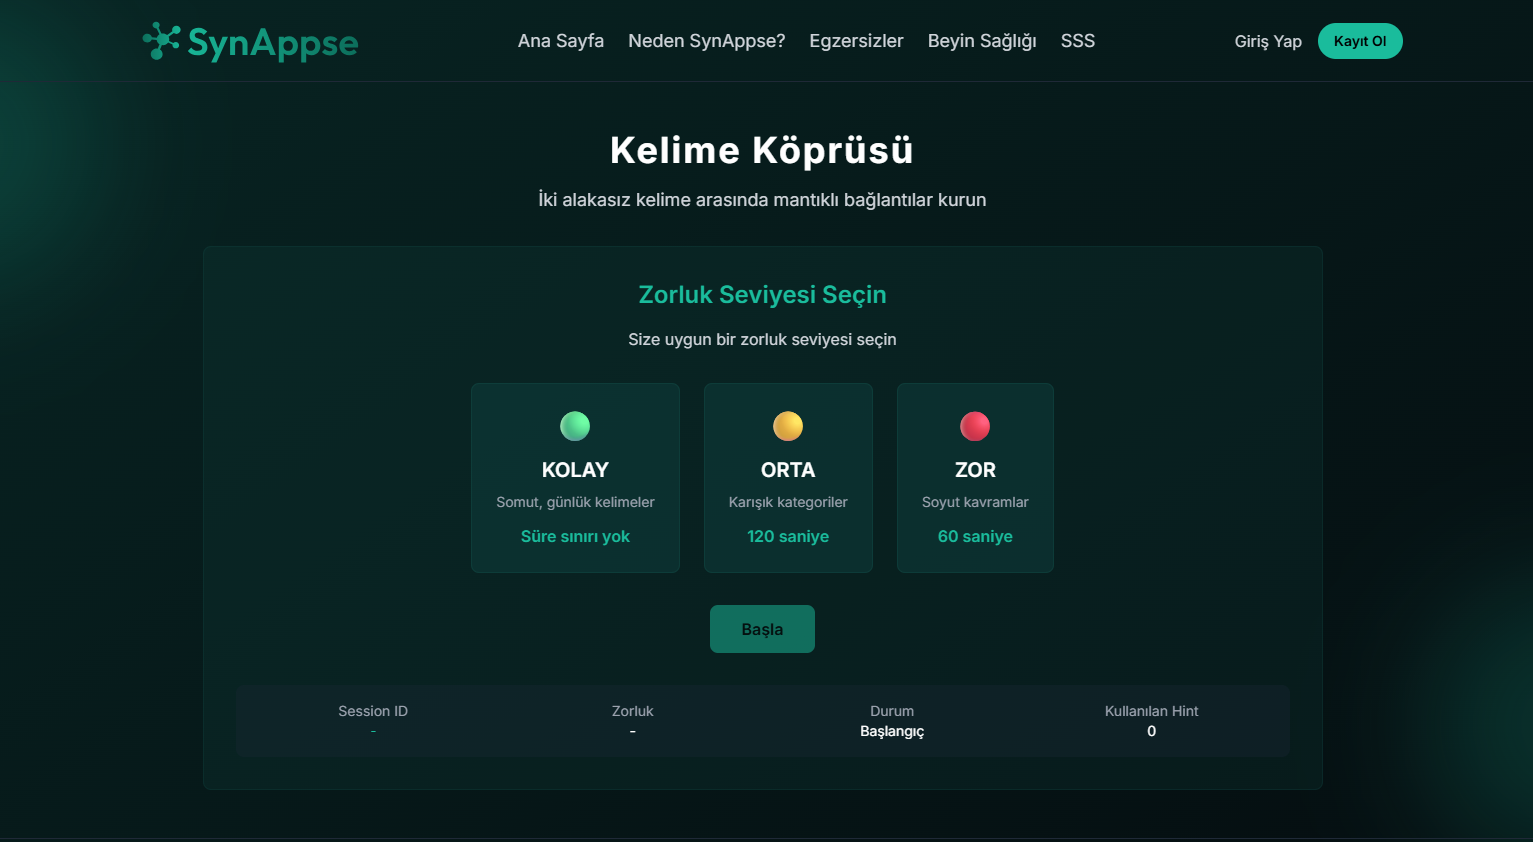 SynAppse
Ana Sayfa
Neden SynAppse?
Egzersizler
Beyin Sağlığı
SSS
Giriş Yap
Kayıt Ol
Kelime Köprüsü
İki alakasız kelime arasında mantıklı bağlantılar kurun
Zorluk Seviyesi Seçin
Size uygun bir zorluk seviyesi seçin
KOLAY
Somut, günlük kelimeler
Süre sınırı yok
ORTA
Karışık kategoriler
120 saniye
ZOR
Soyut kavramlar
60 saniye
Başla
Session ID
-
Zorluk
-
Durum
Başlangıç
Kullanılan Hint
0